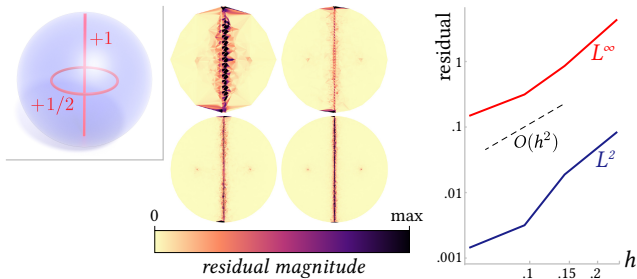 +1
+1/2
0
max
residual magnitude
residual
1
.1
.01
.001
L∞
O(h²)
L²
.1
.15
.2
h